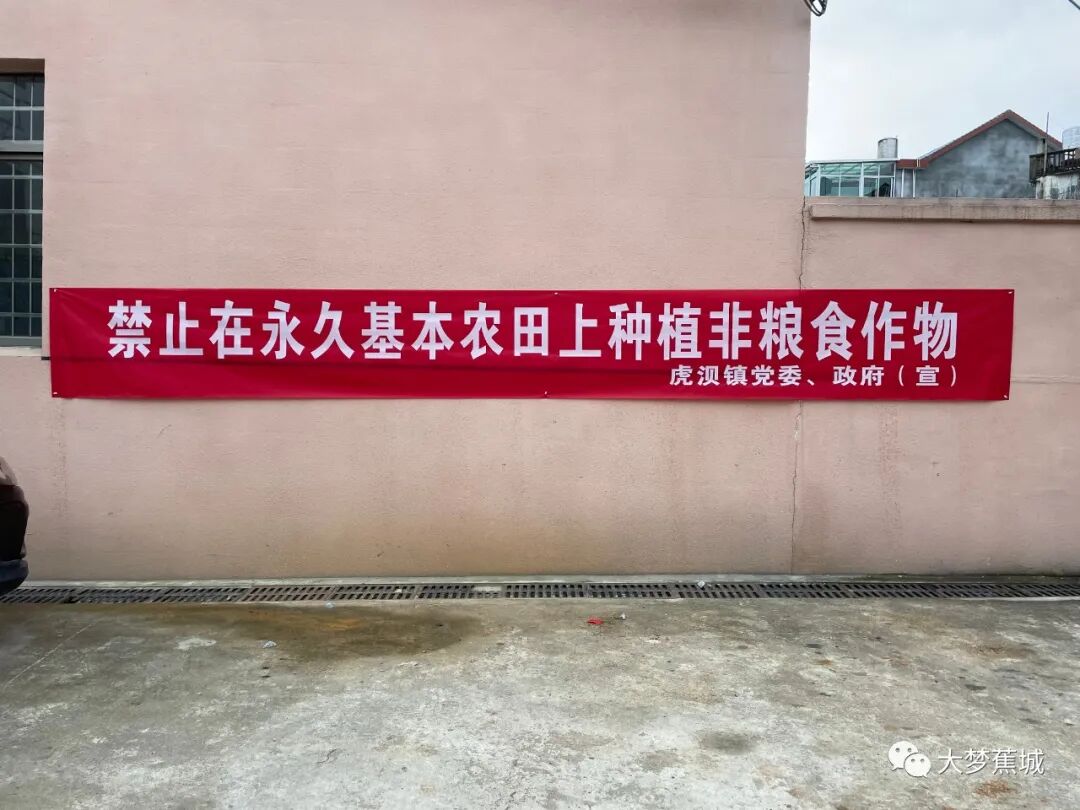 禁止在永久基本农田上种植非粮食作物
虎浿镇党委、政府（宣）
大梦蕉城